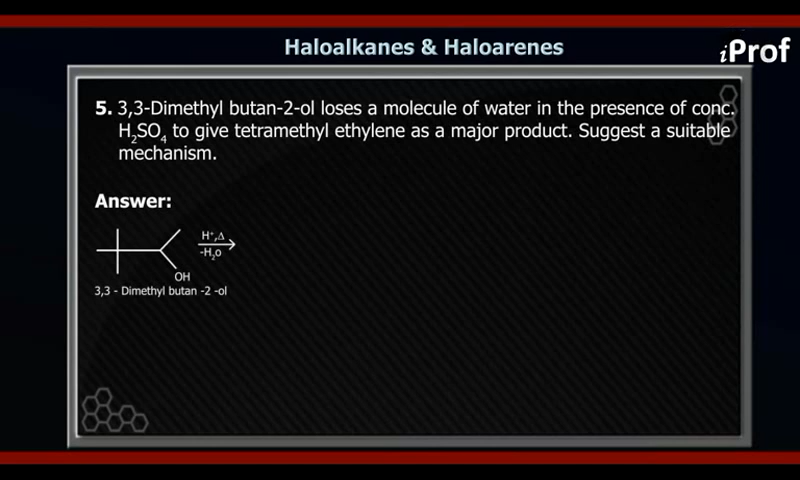 Haloalkanes & Haloarenes
iProf
5. 3,3-Dimethyl butan-2-ol loses a molecule of water in the presence of conc.
H₂SO₄ to give tetramethyl ethylene as a major product. Suggest a suitable
mechanism.
Answer:
H⁺,Δ
-H₂o
OH
3,3 - Dimethyl butan -2 -ol